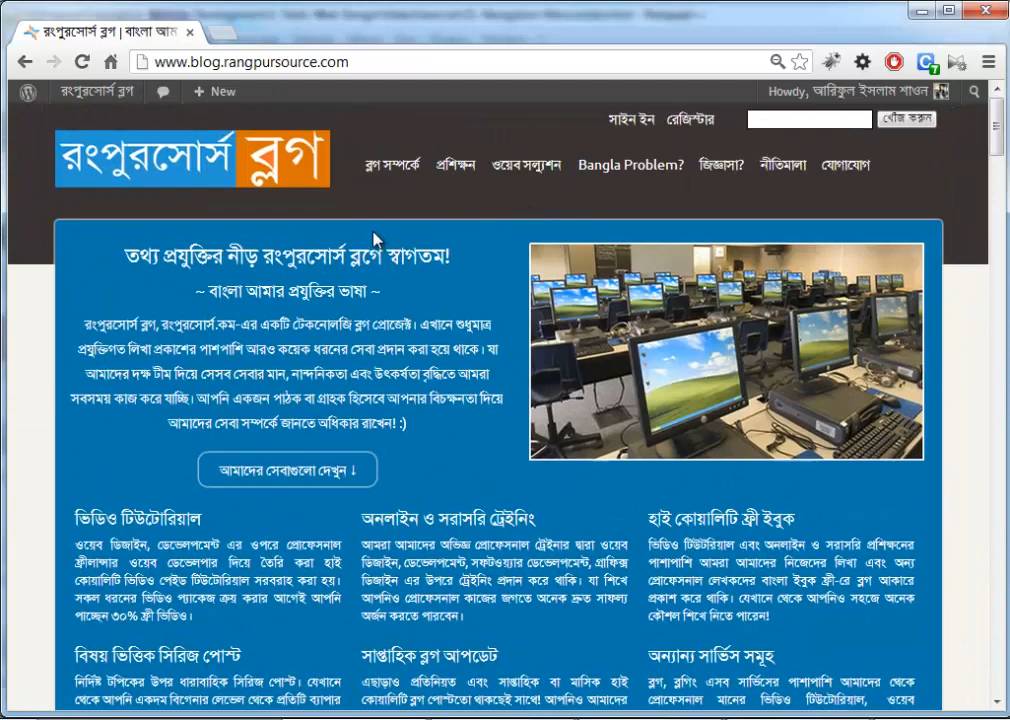 রংপুরসোর্স ব্লগ | বাংলা আম
www.blog.rangpursource.com
রংপুরসোর্স ব্লগ
+ New
Howdy, আরিফুল ইসলাম শাওন
সাইন ইন রেজিস্টার
খোঁজ করুন
রংপুরসোর্স ব্লগ
ব্লগ সম্পর্কে প্রশিক্ষন ওয়েব সল্যুশন Bangla Problem? জিজ্ঞাসা? নীতিমালা যোগাযোগ
তথ্য প্রযুক্তির নীড় রংপুরসোর্স ব্লগে স্বাগতম!
~ বাংলা আমার প্রযুক্তির ভাষা ~
রংপুরসোর্স ব্লগ, রংপুরসোর্স.কম-এর একটি টেকনোলজি ব্লগ প্রোজেক্ট। এখানে শুধুমাত্র
প্রযুক্তিগত লিখা প্রকাশের পাশপাশি আরও কয়েক ধরনের সেবা প্রদান করা হয়ে থাকে। যা
আমাদের দক্ষ টীম দিয়ে সেসব সেবার মান, নান্দনিকতা এবং উৎকর্ষতা বৃদ্ধিতে আমরা
সবসময় কাজ করে যাচ্ছি। আপনি একজন পাঠক বা গ্রাহক হিসেবে আপনার বিচক্ষনতা দিয়ে
আমাদের সেবা সম্পর্কে জানতে অধিকার রাখেন! :)
আমাদের সেবাগুলো দেখুন ↓
ভিডিও টিউটোরিয়াল
ওয়েব ডিজাইন, ডেভেলপমেন্ট এর ওপরে প্রোফেসনাল
ফ্রীলান্সার ওয়েব ডেভেলপার দিয়ে তৈরি করা হাই
কোয়ালিটি ভিডিও পেইড টিউটোরিয়াল সরবরাহ করা হয়।
সকল ধরনের ভিডিও প্যাকেজ ক্রয় করার আগেই আপনি
পাচ্ছেন ৩০% ফ্রী ভিডিও।
অনলাইন ও সরাসরি ট্রেইনিং
আমরা আমাদের অভিজ্ঞ প্রোফেসনাল ট্রেইনার দ্বারা ওয়েব
ডিজাইন, ডেভেলপমেন্ট, সফটওয়্যার ডেভেলপমেন্ট, গ্রাফিক্স
ডিজাইন এর উপরে ট্রেইনিং প্রদান করে থাকি। যা শিখে
আপনিও প্রোফেসনাল কাজের জগতে অনেক দ্রুত সাফল্য
অর্জন করতে পারবেন।
হাই কোয়ালিটি ফ্রী ইবুক
ভিডিও টিউটরিয়াল এবং অনলাইন ও সরাসরি প্রশিক্ষনের
পাশাপাশি আমরা আমাদের নিজেদের লিখা এবং অন্য
প্রোফেসনাল লেখকদের বাংলা ইবুক ফ্রী-রে ব্লগ আকারে
প্রকাশ করে থাকি। যেখানে থেকে আপনিও সহজে অনেক
কৌশল শিখে নিতে পারেন!
বিষয় ভিত্তিক সিরিজ পোস্ট
নির্দিষ্ট টপিকের উপর ধারাবাহিক সিরিজ পোস্ট। যেখানে
থেকে আপনি একদম বিগেনার লেভেল থেকে প্রতিটি ব্যাপার
সাপ্তাহিক ব্লগ আপডেট
এছাড়াও প্রতিনিয়ত এবং সাপ্তাহিক বা মাসিক হাই
কোয়ালিটি ব্লগ পোস্টতো থাকছেই সাথে! আপনিও আমাদের
অন্যান্য সার্ভিস সমূহ
ব্লগ, ব্লগিং এসব সার্ভিসের পাশাপাশি আমাদের থেকে
প্রোফেসনাল মানের ভিডিও টিউটোরিয়াল, ওয়েব